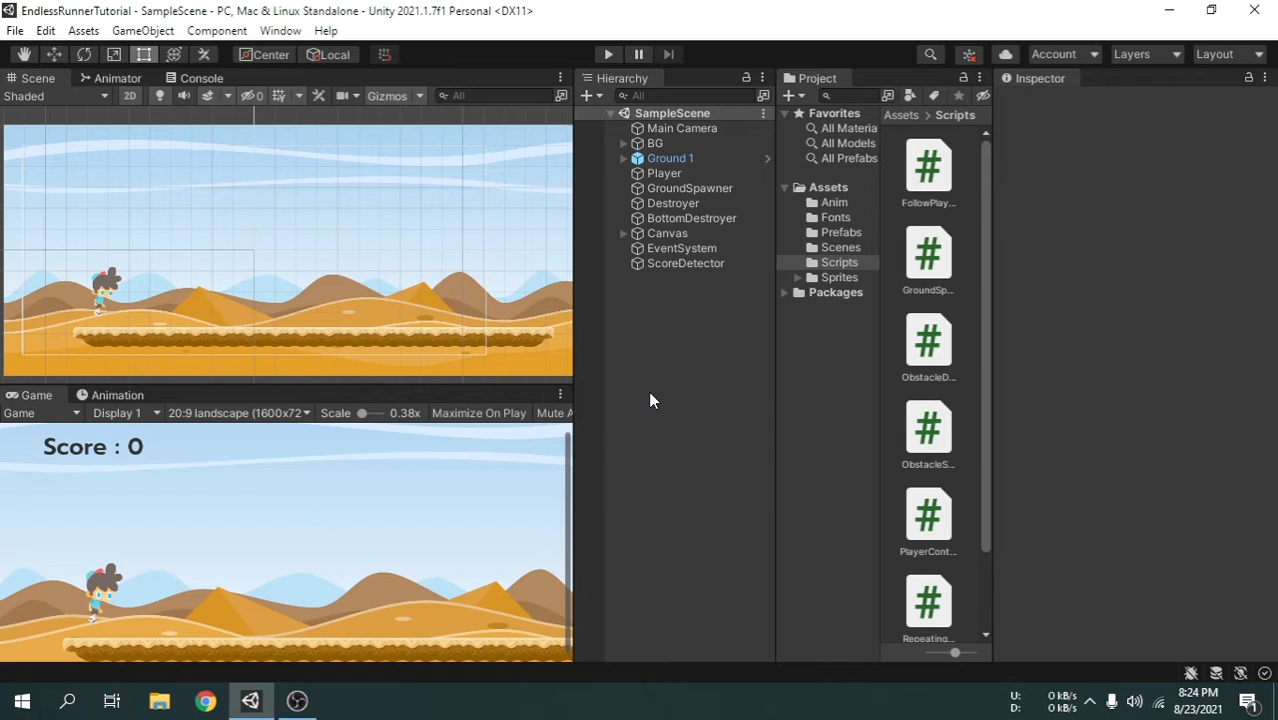 EndlessRunnerTutorial - SampleScene - PC, Mac & Linux Standalone - Unity 2021.1.7f1 Personal <DX11>
File Edit Assets GameObject Component Window Help
Center Local Account Layers Layout
Scene Animator Console
Shaded 2D 0 Gizmos All
Score : 0
Game Animation
Game Display 1 20:9 landscape (1600x72 Scale 0.38x Maximize On Play Mute A
Hierarchy
All
SampleScene
Main Camera
BG
Ground 1
Player
GroundSpawner
Destroyer
BottomDestroyer
Canvas
EventSystem
ScoreDetector
Project
Favorites
All Materia
All Models
All Prefabs
Assets
Anim
Fonts
Prefabs
Scenes
Scripts
Sprites
Packages
Assets Scripts
FollowPlay...
GroundSp...
ObstacleD...
ObstacleS...
PlayerCont...
Repeating...
Inspector
U: 0 kB/s
D: 0 kB/s
8:24 PM
8/23/2021
1